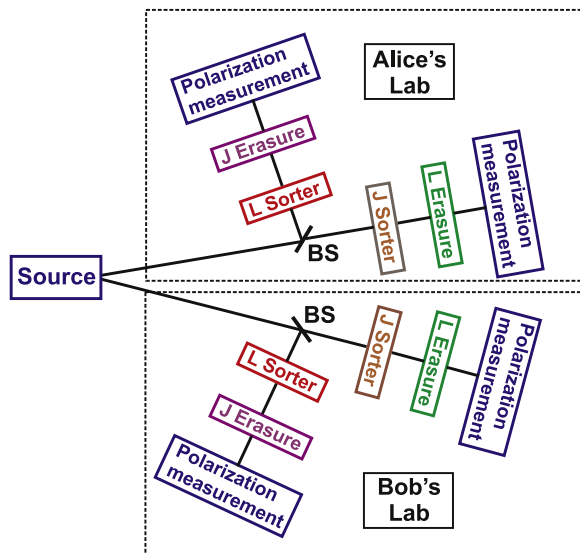 Polarization
measurement
Alice's
Lab
J Erasure
L Sorter
J Sorter
L Erasure
Polarization
measurement
BS
Source
BS
L Sorter
J Sorter
L Erasure
Polarization
measurement
J Erasure
Polarization
measurement
Bob's
Lab